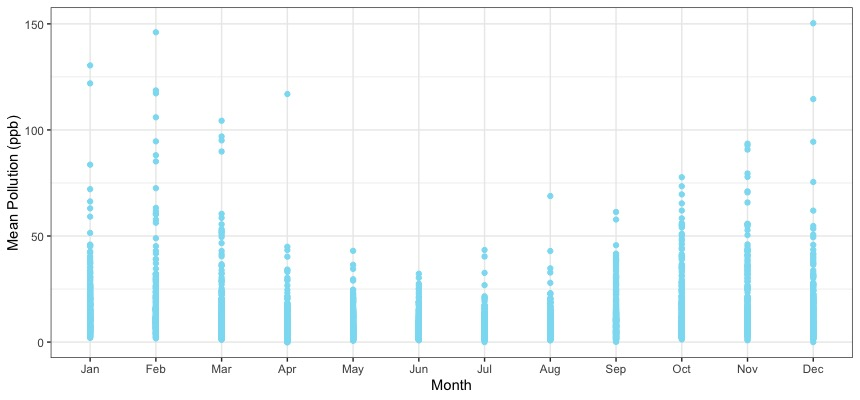 150
100
50
0
Mean Pollution (ppb)
Jan Feb Mar Apr May Jun Jul Aug Sep Oct Nov Dec
Month